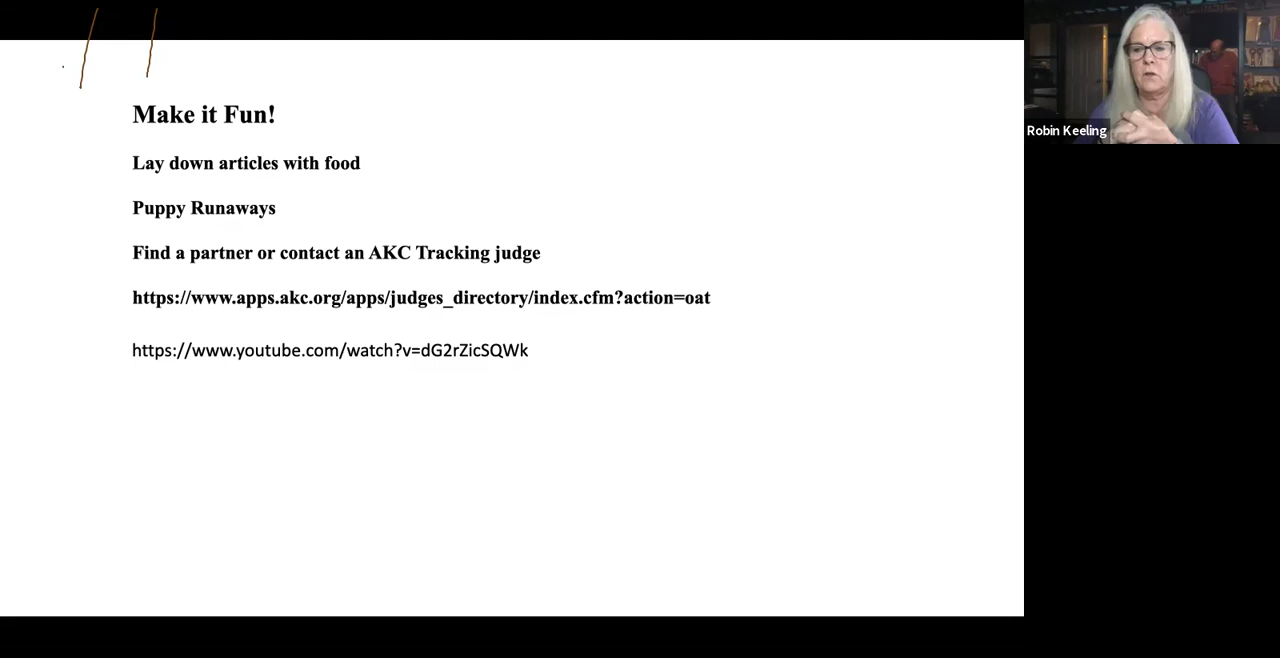 Make it Fun!
Lay down articles with food
Puppy Runaways
Find a partner or contact an AKC Tracking judge
https://www.apps.akc.org/apps/judges_directory/index.cfm?action=oat
https://www.youtube.com/watch?v=dG2rZicSQWk
Robin Keeling